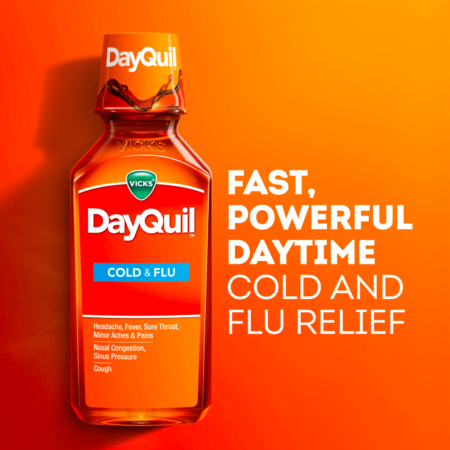 DayQuil
VICKS
VICKS
DayQuil™
COLD & FLU
Headache, Fever, Sore Throat,
Minor Aches & Pains
Nasal Congestion,
Sinus Pressure
Cough
FAST,
POWERFUL
DAYTIME
COLD AND
FLU RELIEF